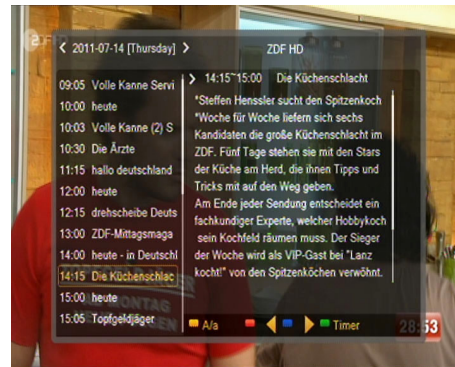 ZDF HD
< 2011-07-14 [Thursday] >
ZDF HD
09:05 Volle Kanne Servi
10:00 heute
10:03 Volle Kanne (2) S
10:30 Die Ärzte
11:15 hallo deutschland
12:00 heute
12:15 drehscheibe Deuts
13:00 ZDF-Mittagsmaga
14:00 heute - in Deutschl
14:15 Die Küchenschlac
15:00 heute
15:05 Topfgeldjäger
> 14:15~15:00 Die Küchenschlacht
"Steffen Henssler sucht den Spitzenkoch
"Woche für Woche liefern sich sechs
Kandidaten die große Küchenschlacht im
ZDF. Fünf Tage stehen sie mit den Stars
der Küche am Herd, die ihnen Tipps und
Tricks mit auf den Weg geben.
Am Ende jeder Sendung entscheidet ein
fachkundiger Experte, welcher Hobbykoch
sein Kochfeld räumen muss. Der Sieger
der Woche wird als VIP-Gast bei "Lanz
kocht!" von den Spitzenköchen verwöhnt.
A/a
Timer
28:53